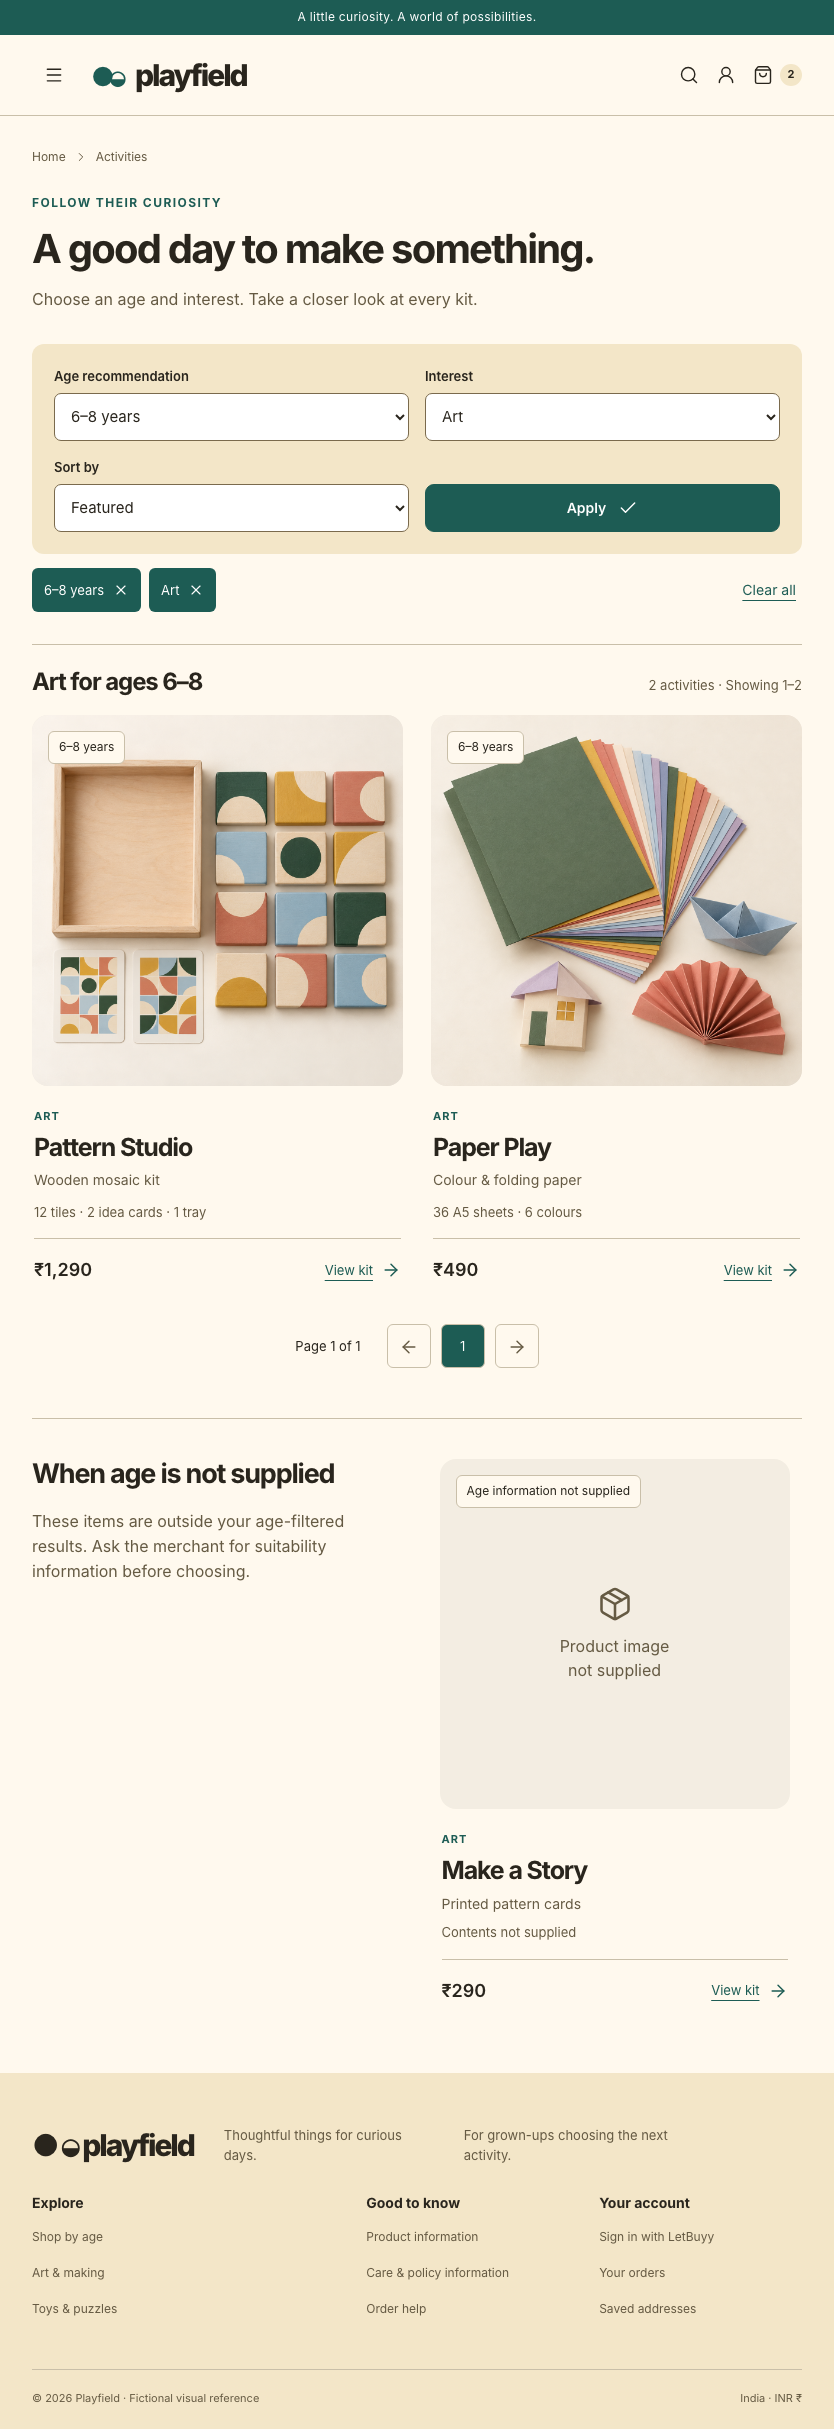 A little curiosity. A world of possibilities.
playfield
2
Home
Activities
FOLLOW THEIR CURIOSITY
A good day to make something.
Choose an age and interest. Take a closer look at every kit.
Age recommendation
Interest
6–8 years
Art
Sort by
Featured
Apply
6–8 years
Art
Clear all
Art for ages 6–8
2 activities · Showing 1–2
6–8 years
6–8 years
ART
Pattern Studio
Wooden mosaic kit
12 tiles · 2 idea cards · 1 tray
₹1,290
View kit
ART
Paper Play
Colour & folding paper
36 A5 sheets · 6 colours
₹490
View kit
Page 1 of 1
1
When age is not supplied
These items are outside your age-filtered
results. Ask the merchant for suitability
information before choosing.
Age information not supplied
Product image
not supplied
ART
Make a Story
Printed pattern cards
Contents not supplied
₹290
View kit
playfield
Thoughtful things for curious
days.
For grown-ups choosing the next
activity.
Explore
Shop by age
Art & making
Toys & puzzles
Good to know
Product information
Care & policy information
Order help
Your account
Sign in with LetBuyy
Your orders
Saved addresses
© 2026 Playfield · Fictional visual reference
India · INR ₹